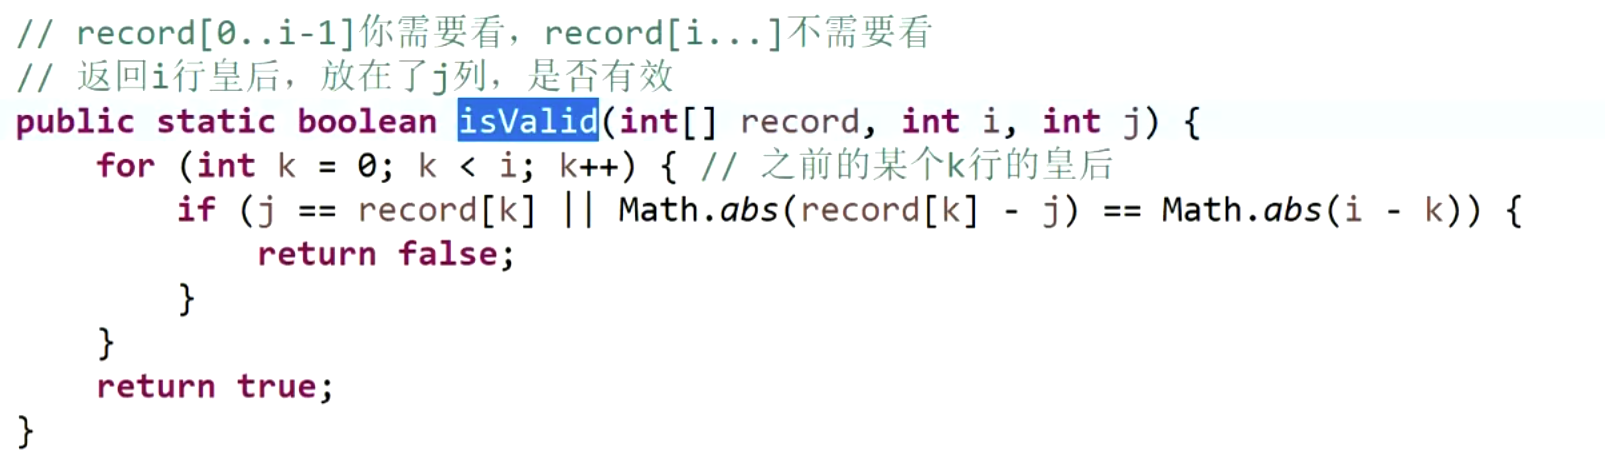 // record[0..i-1]你需要看，record[i...]不需要看
// 返回i行皇后，放在了j列，是否有效
public static boolean isValid(int[] record, int i, int j) {
    for (int k = 0; k < i; k++) { // 之前的某个k行的皇后
        if (j == record[k] || Math.abs(record[k] - j) == Math.abs(i - k)) {
            return false;
        }
    }
    return true;
}